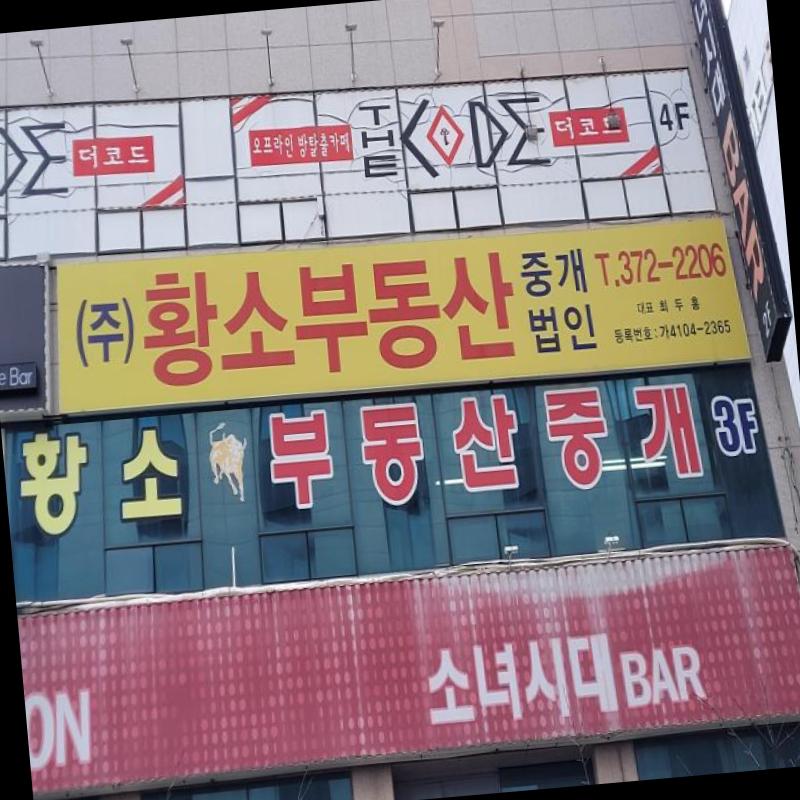 더코드
오프라인 방탈출카페
THE CODE
더코드
4F
(주)황소부동산 중개법인
T.372-2206
대표 최 두 홍
등록번호:가4104-2365
e Bar
BAR
2F
황소 부동산중개 3F
소녀시대 BAR
ON